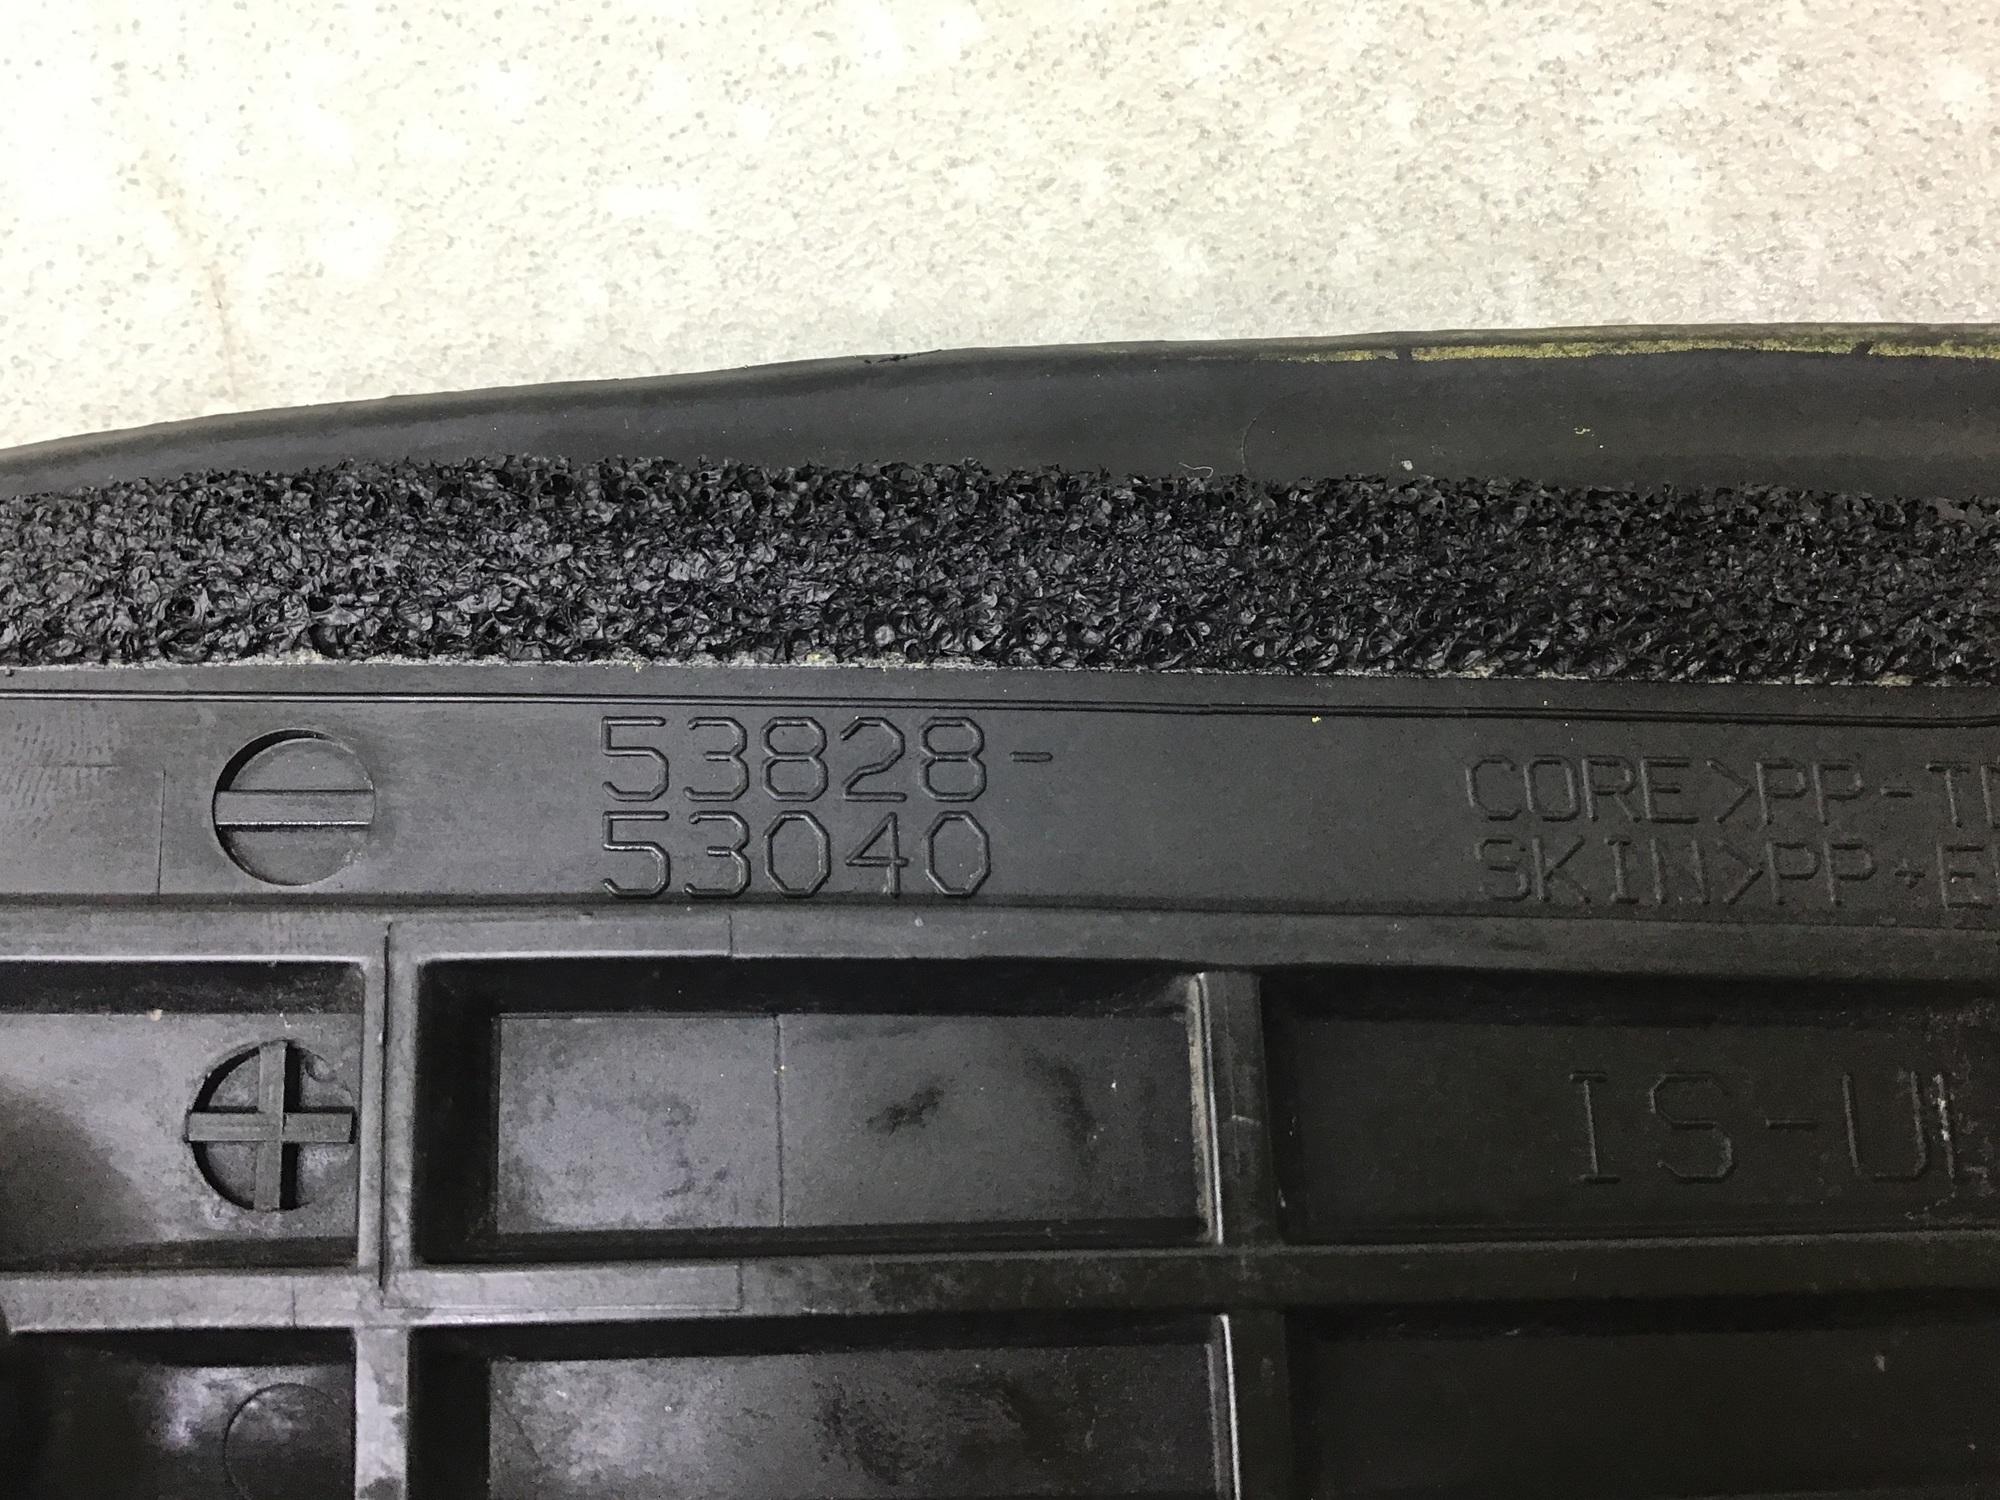 53828-
53040
CORE>PP-T
SKIN>PP+E
IS-U